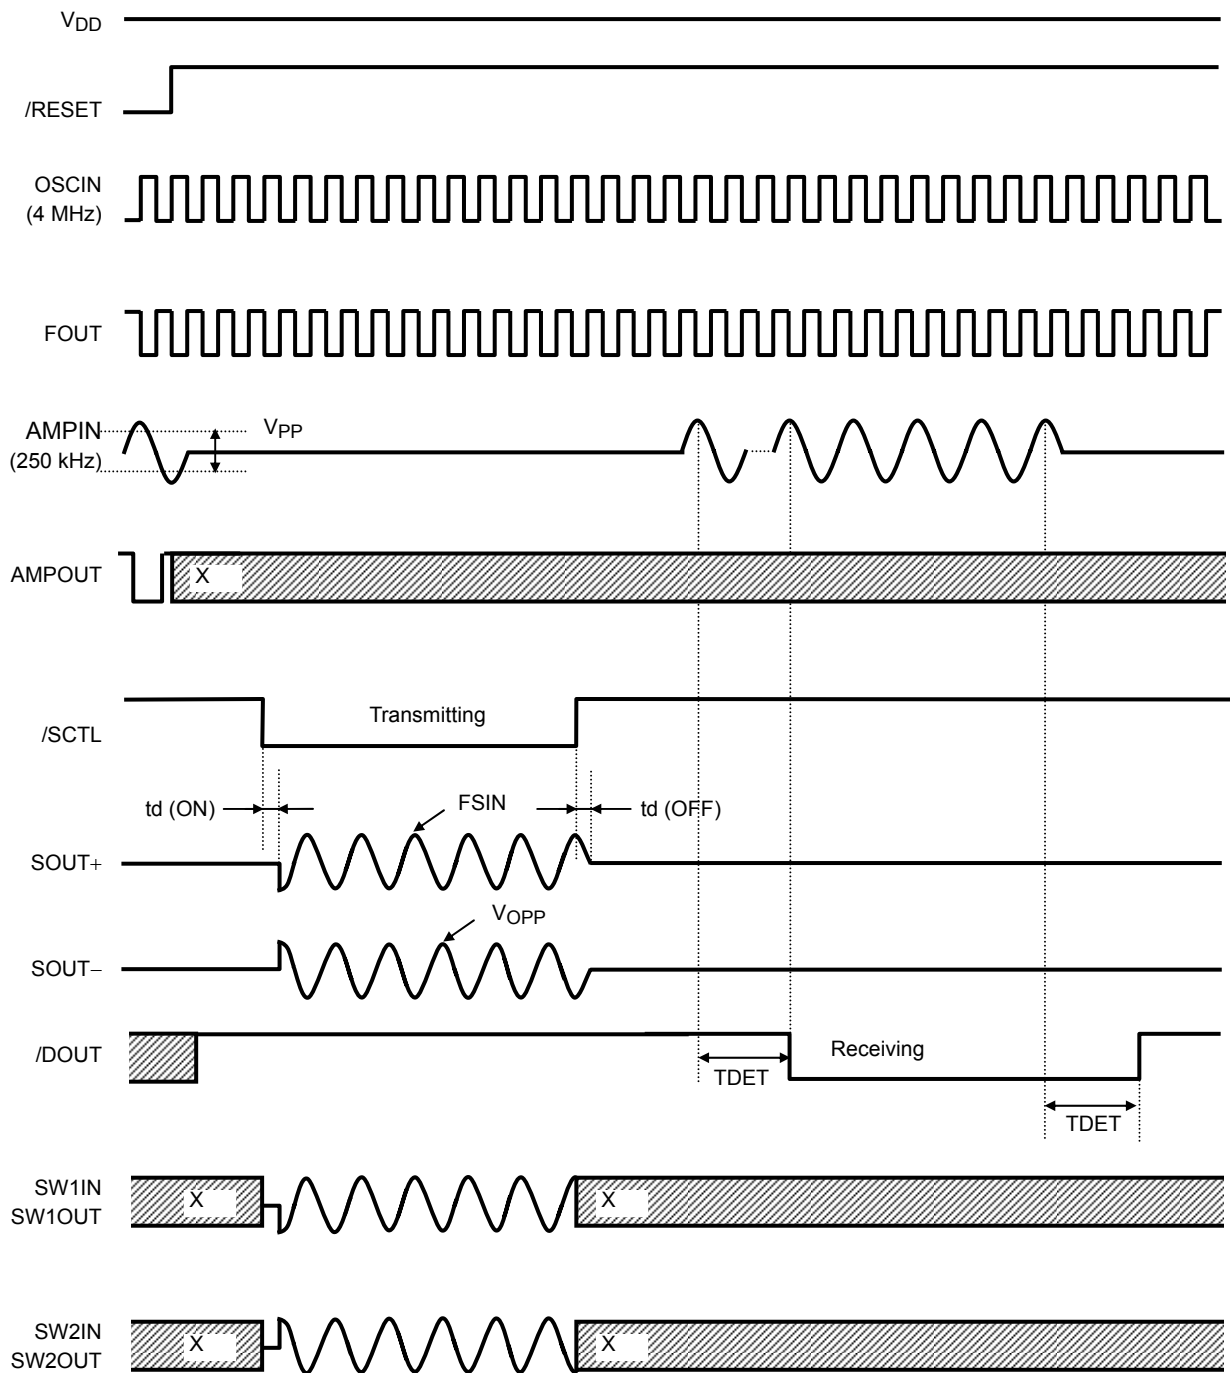 VDD
/RESET
OSCIN
(4 MHz)
FOUT
AMPIN
(250 kHz)
VPP
AMPOUT
X
/SCTL
Transmitting
td (ON)
FSIN
td (OFF)
SOUT+
VOPP
SOUT−
/DOUT
Receiving
TDET
TDET
SW1IN
SW1OUT
X
X
SW2IN
SW2OUT
X
X